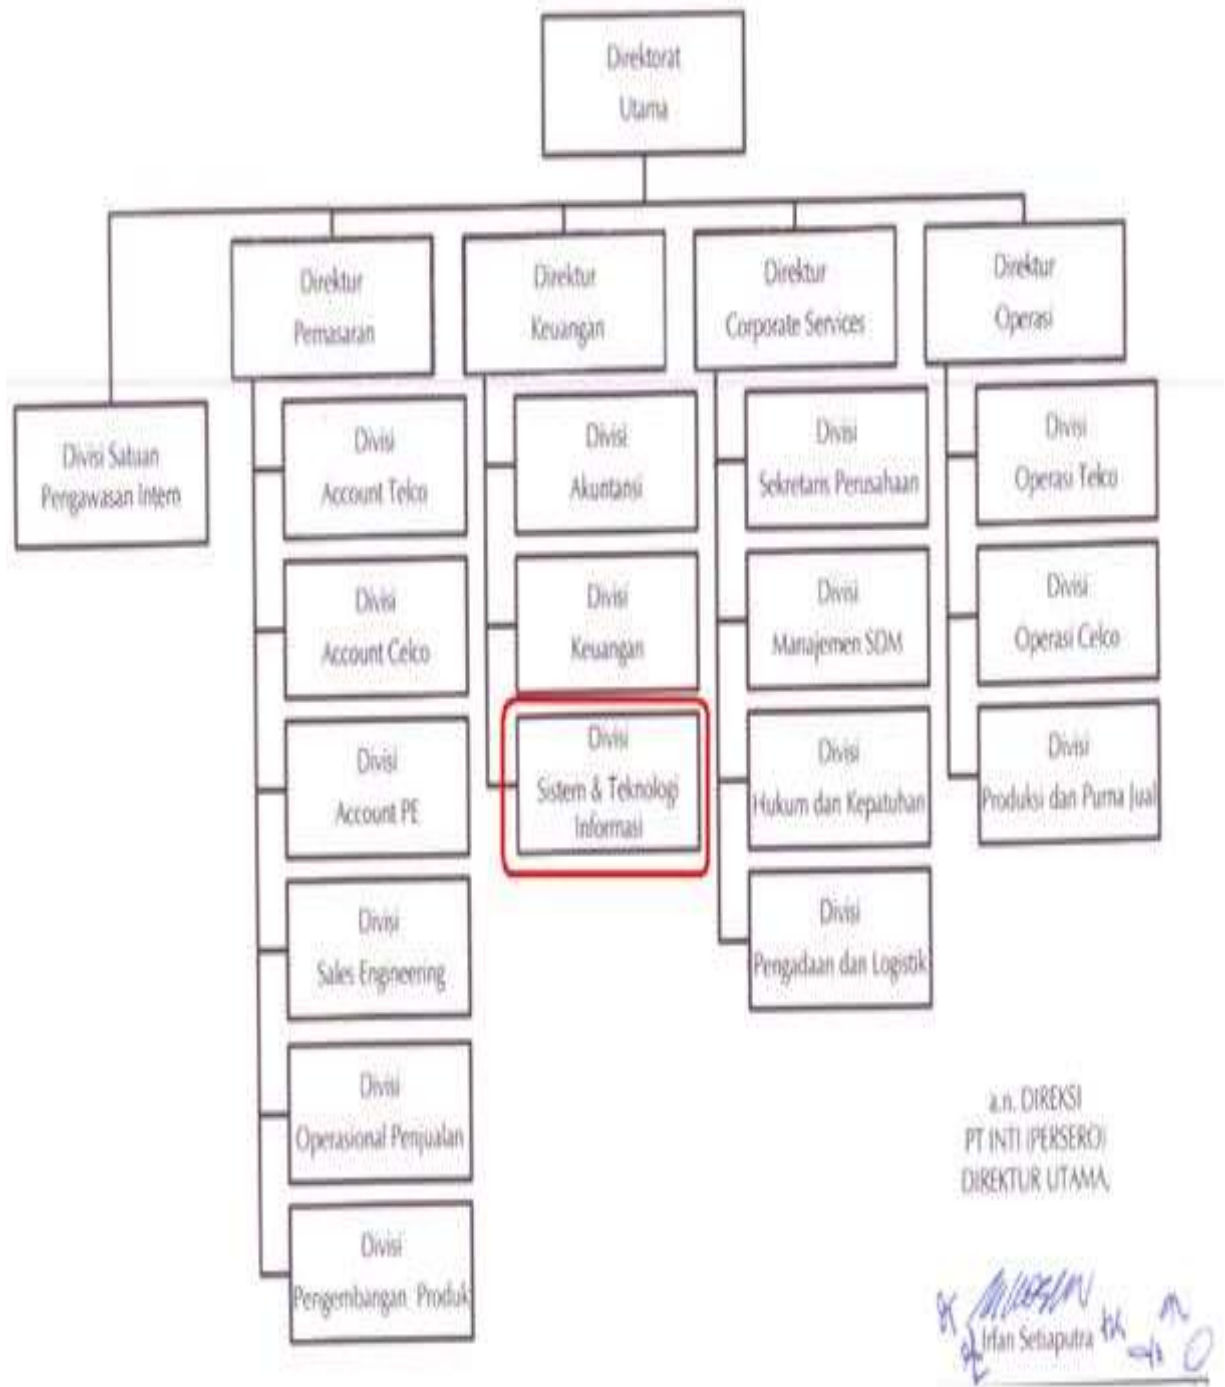 Direktorat
Utama
Direktur
Pemasaran
Direktur
Keuangan
Direktur
Corporate Services
Direktur
Operasi
Divisi Satuan
Pengawasan Intern
Divisi
Account Telco
Divisi
Account Celco
Divisi
Account PE
Divisi
Sales Engineering
Divisi
Operasional Penjualan
Divisi
Pengembangan Produk
Divisi
Akuntansi
Divisi
Keuangan
Divisi
Sistem & Teknologi
Informasi
Divisi
Sekretaris Perusahaan
Divisi
Manajemen SDM
Divisi
Hukum dan Kepatuhan
Divisi
Pengadaan dan Logistik
Divisi
Operasi Telco
Divisi
Operasi Celco
Divisi
Produksi dan Purna Jual
a.n. DIREKSI
PT INTI (PERSERO)
DIREKTUR UTAMA,
Irfan Setiaputra